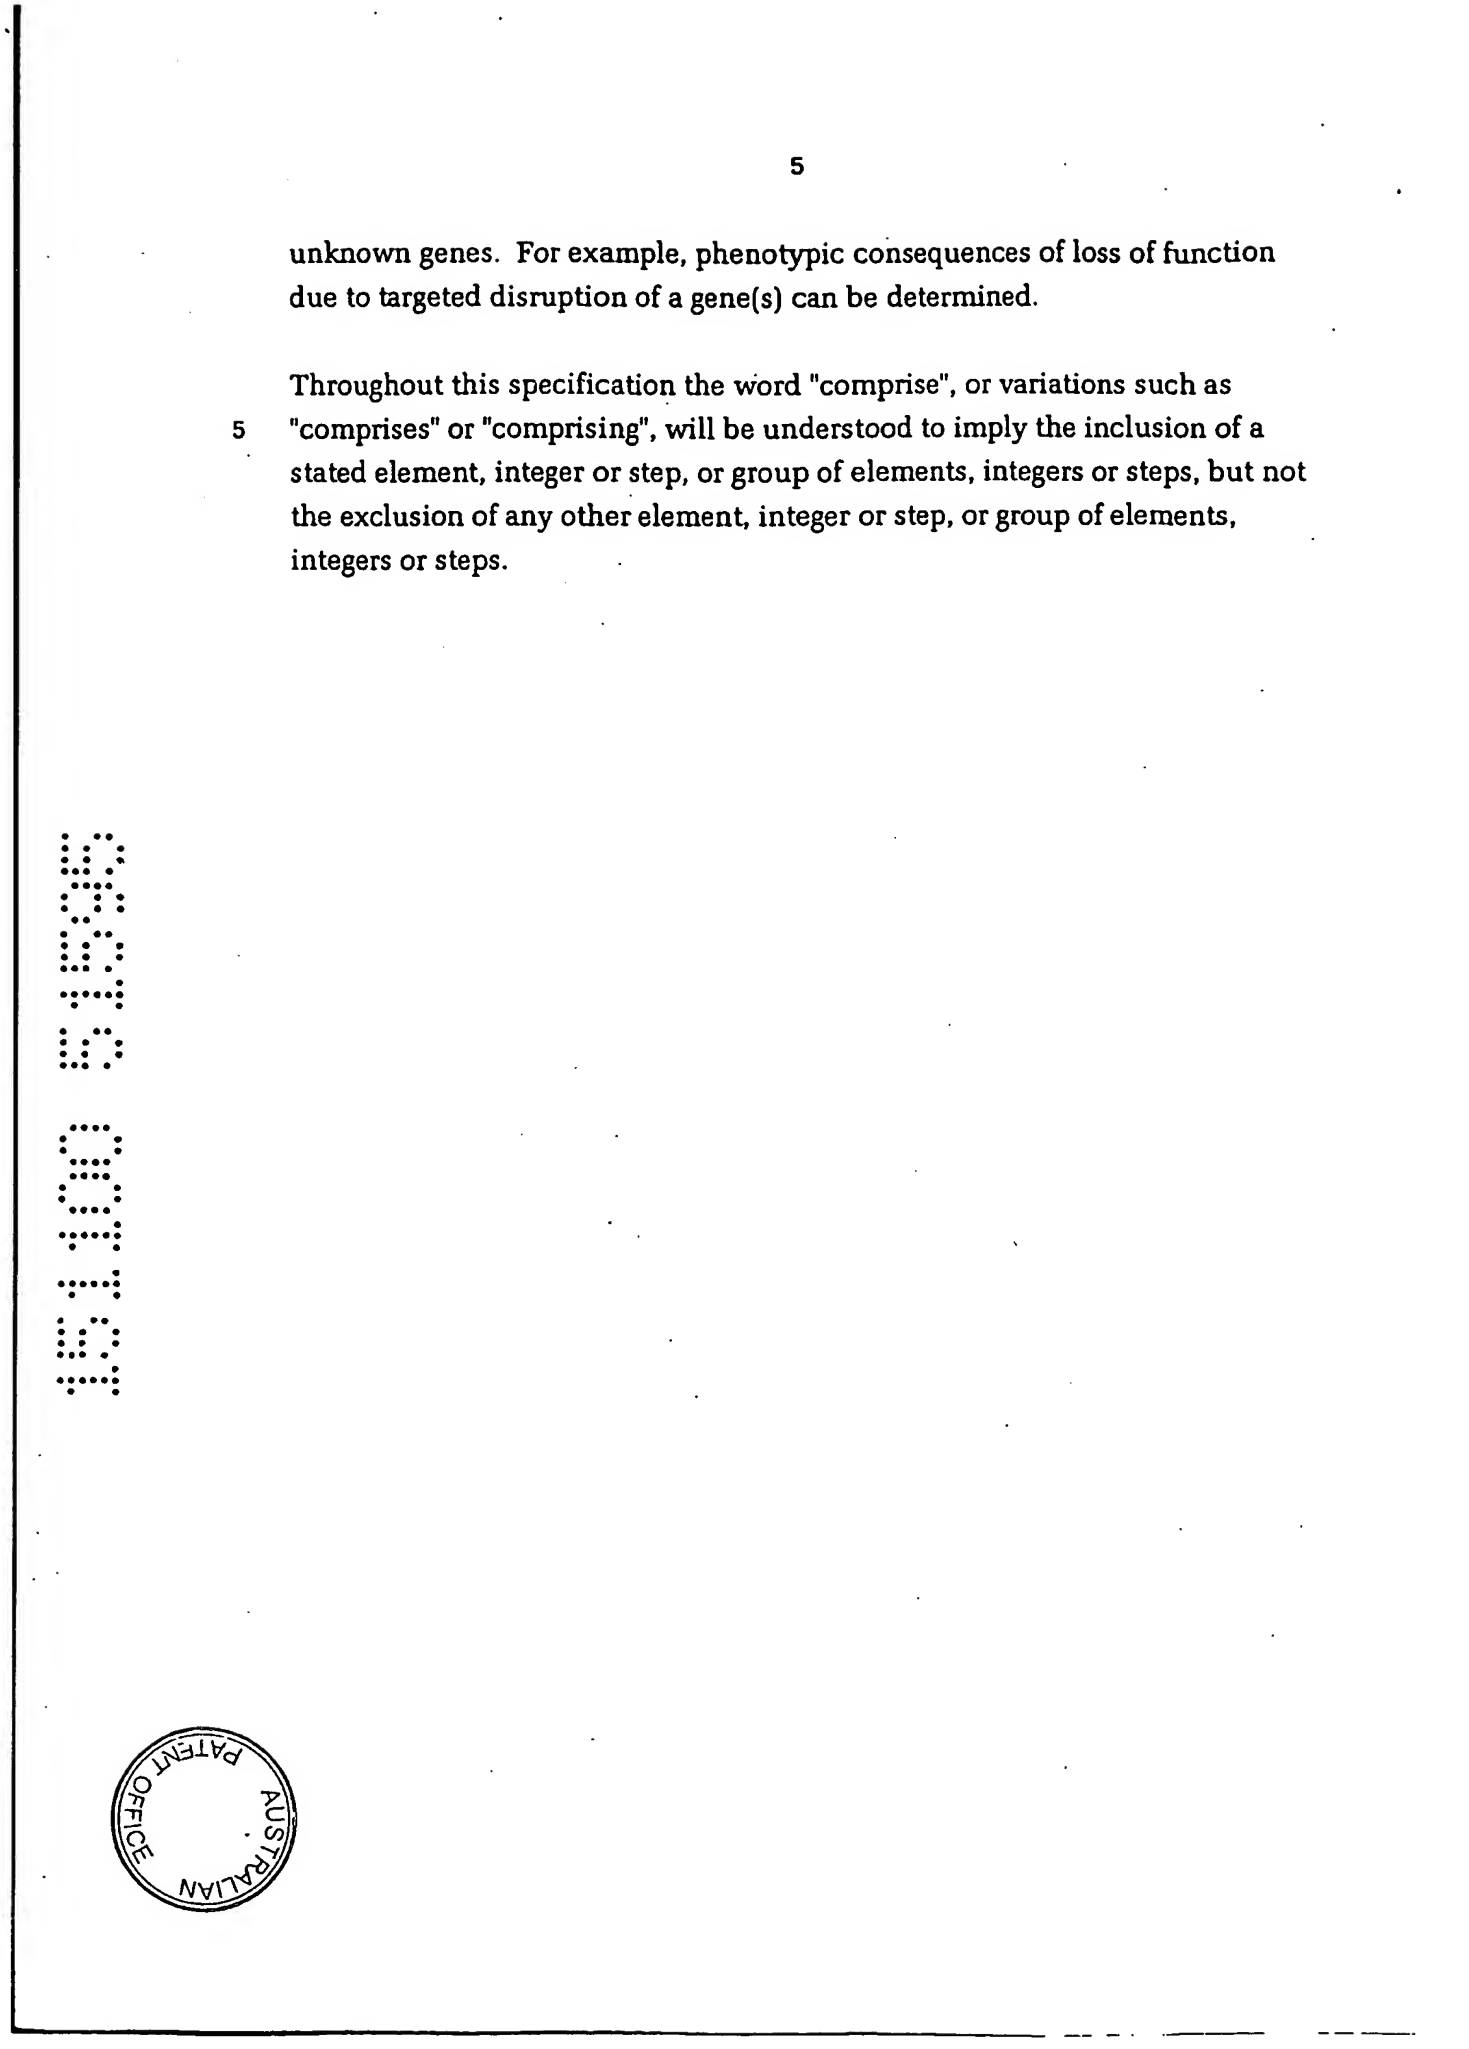 5
unknown genes. For example, phenotypic consequences of loss of function
due to targeted disruption of a gene(s) can be determined.
Throughout this specification the word "comprise", or variations such as
5 "comprises" or "comprising", will be understood to imply the inclusion of a
stated element, integer or step, or group of elements, integers or steps, but not
the exclusion of any other element, integer or step, or group of elements,
integers or steps.
151100 51595
AUSTRALIAN
PATENT OFFICE